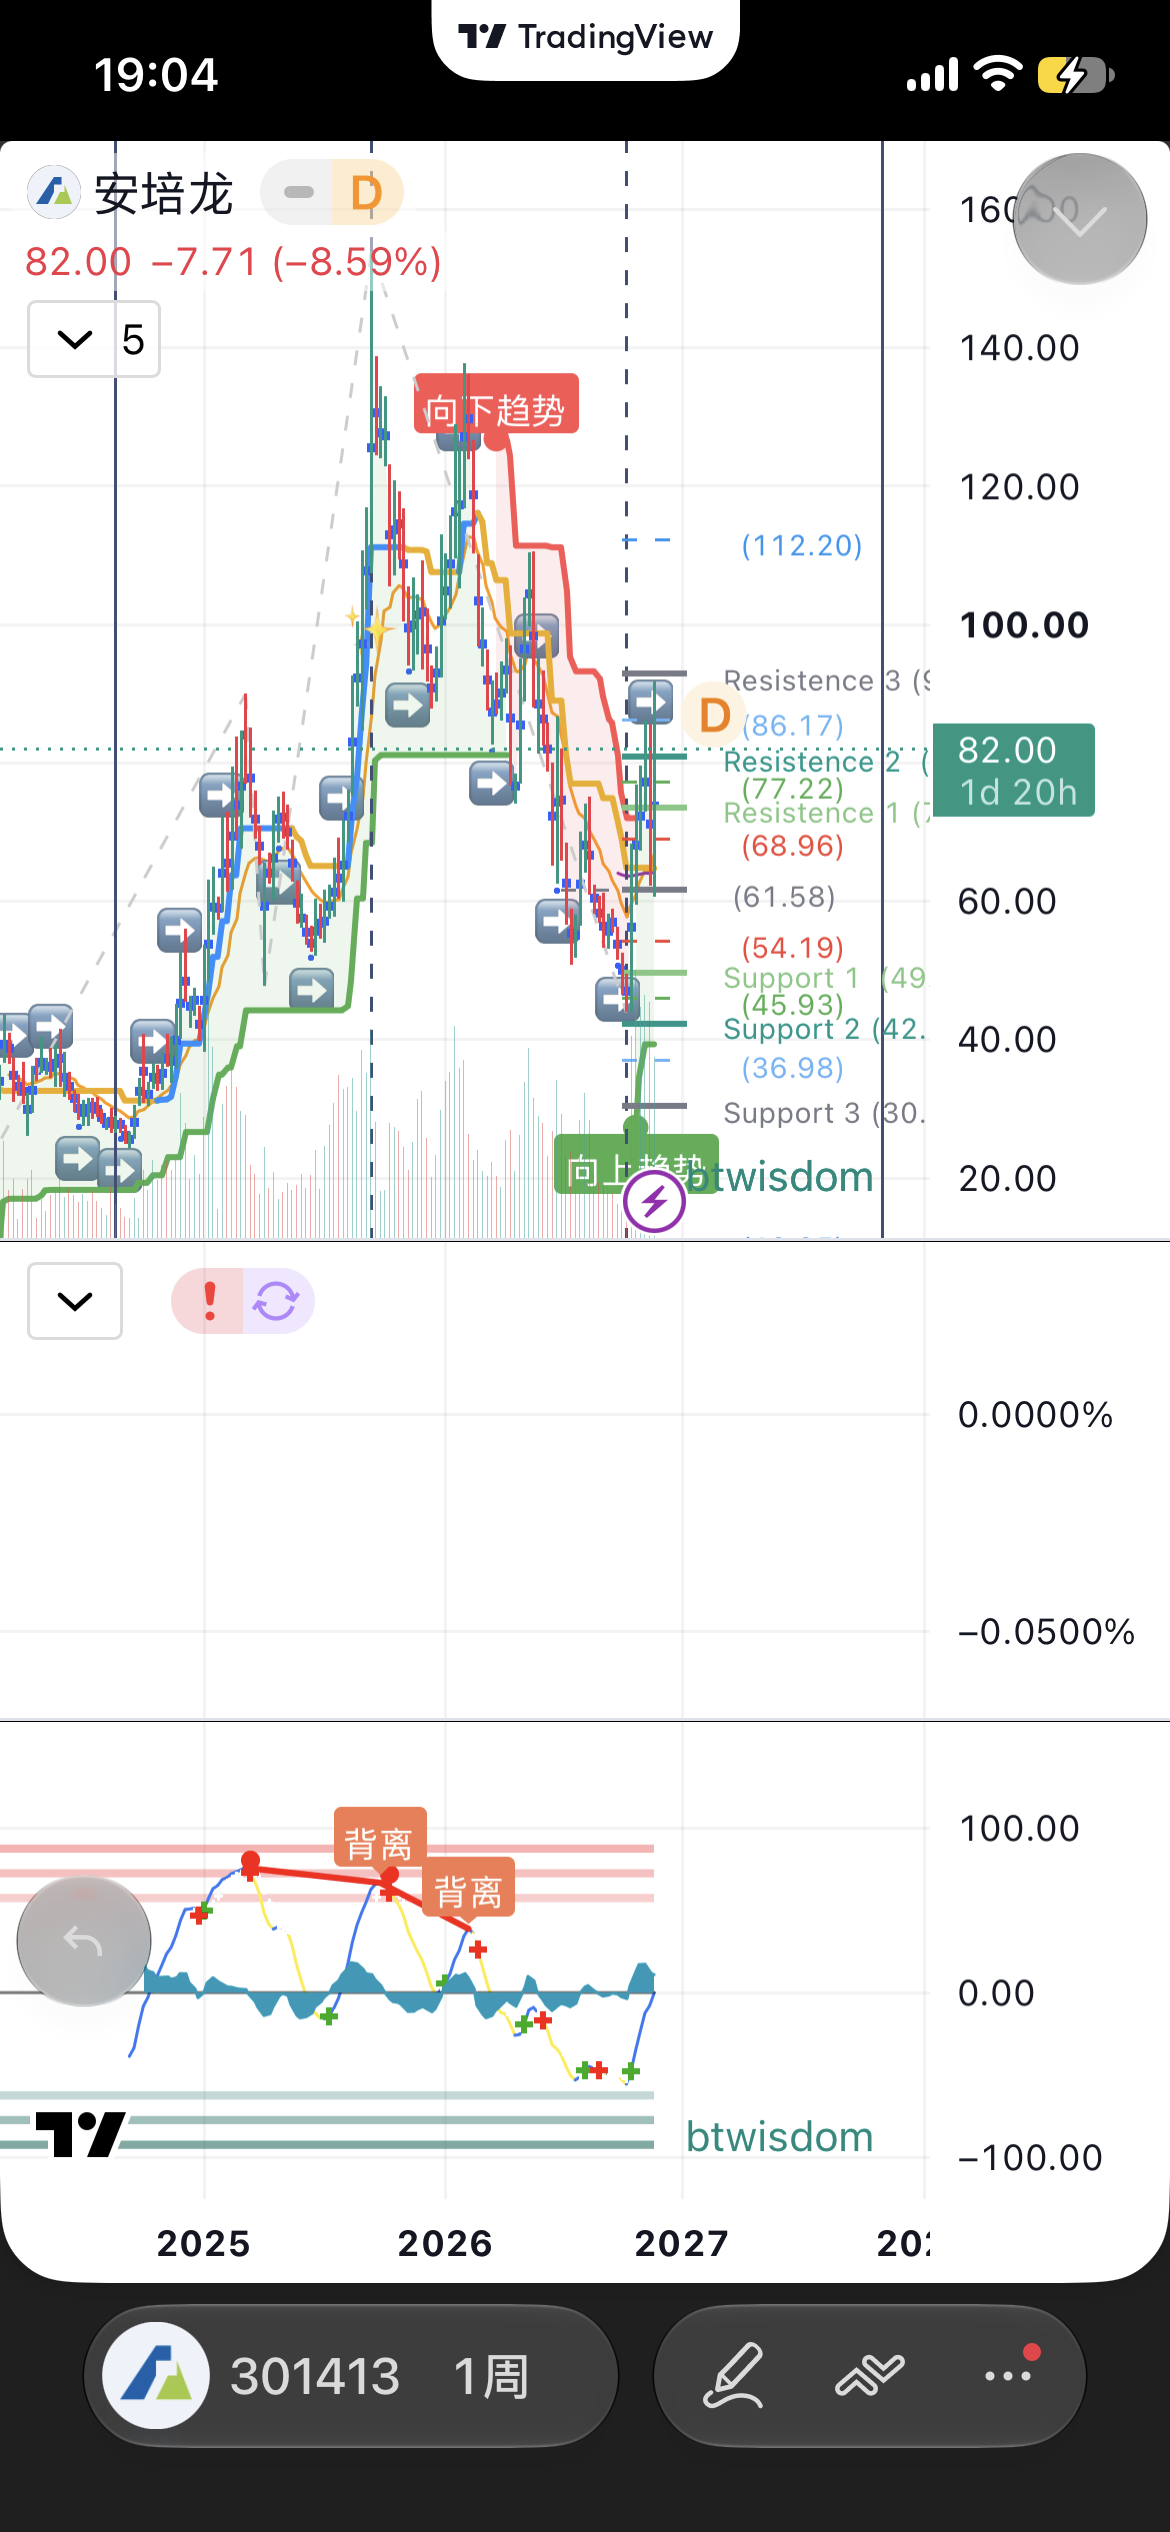 TradingView
19:04
安培龙
D
82.00 −7.71 (−8.59%)
5
140.00
120.00
100.00
60.00
40.00
20.00
82.00
1d 20h
向下趋势
(112.20)
Resistence 3
D
(86.17)
Resistence 2
(77.22)
Resistence 1
(68.96)
(61.58)
(54.19)
Support 1 (49.
(45.93)
Support 2 (42.
(36.98)
Support 3 (30.
向上趋势
btwisdom
0.0000%
−0.0500%
背离
背离
100.00
0.00
−100.00
btwisdom
2025
2026
2027
301413
1周